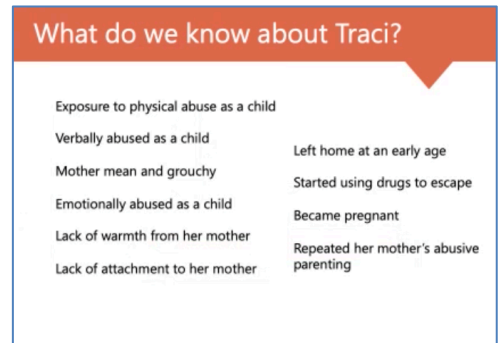 What do we know about Traci?
Exposure to physical abuse as a child
Verbally abused as a child
Mother mean and grouchy
Emotionally abused as a child
Lack of warmth from her mother
Lack of attachment to her mother
Left home at an early age
Started using drugs to escape
Became pregnant
Repeated her mother's abusive
parenting